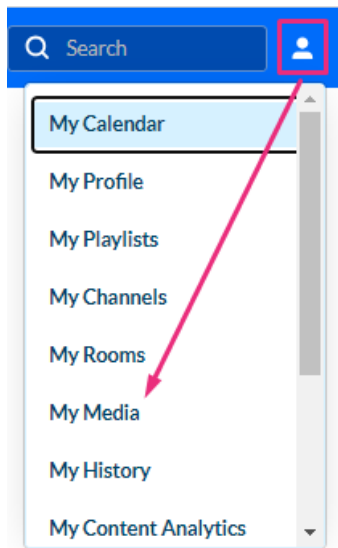 Search
My Calendar
My Profile
My Playlists
My Channels
My Rooms
My Media
My History
My Content Analytics